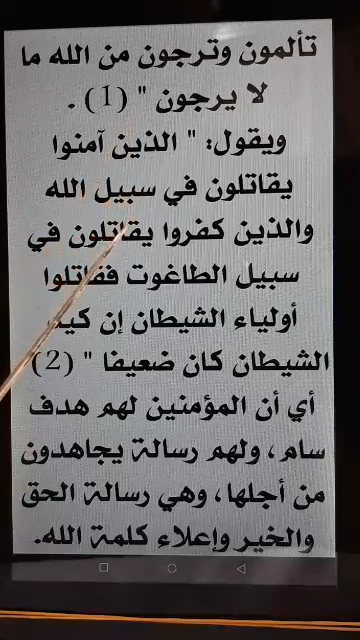 تألمون وترجون من الله ما
لا يرجون " (1) .
ويقول: " الذين آمنوا
يقاتلون في سبيل الله
والذين كفروا يقاتلون في
سبيل الطاغوت فقاتلوا
أولياء الشيطان إن كيد
الشيطان كان ضعيفا " (2)
أي أن المؤمنين لهم هدف
سام، ولهم رسالة يجاهدون
من أجلها، وهي رسالة الحق
والخير وإعلاء كلمة الله.